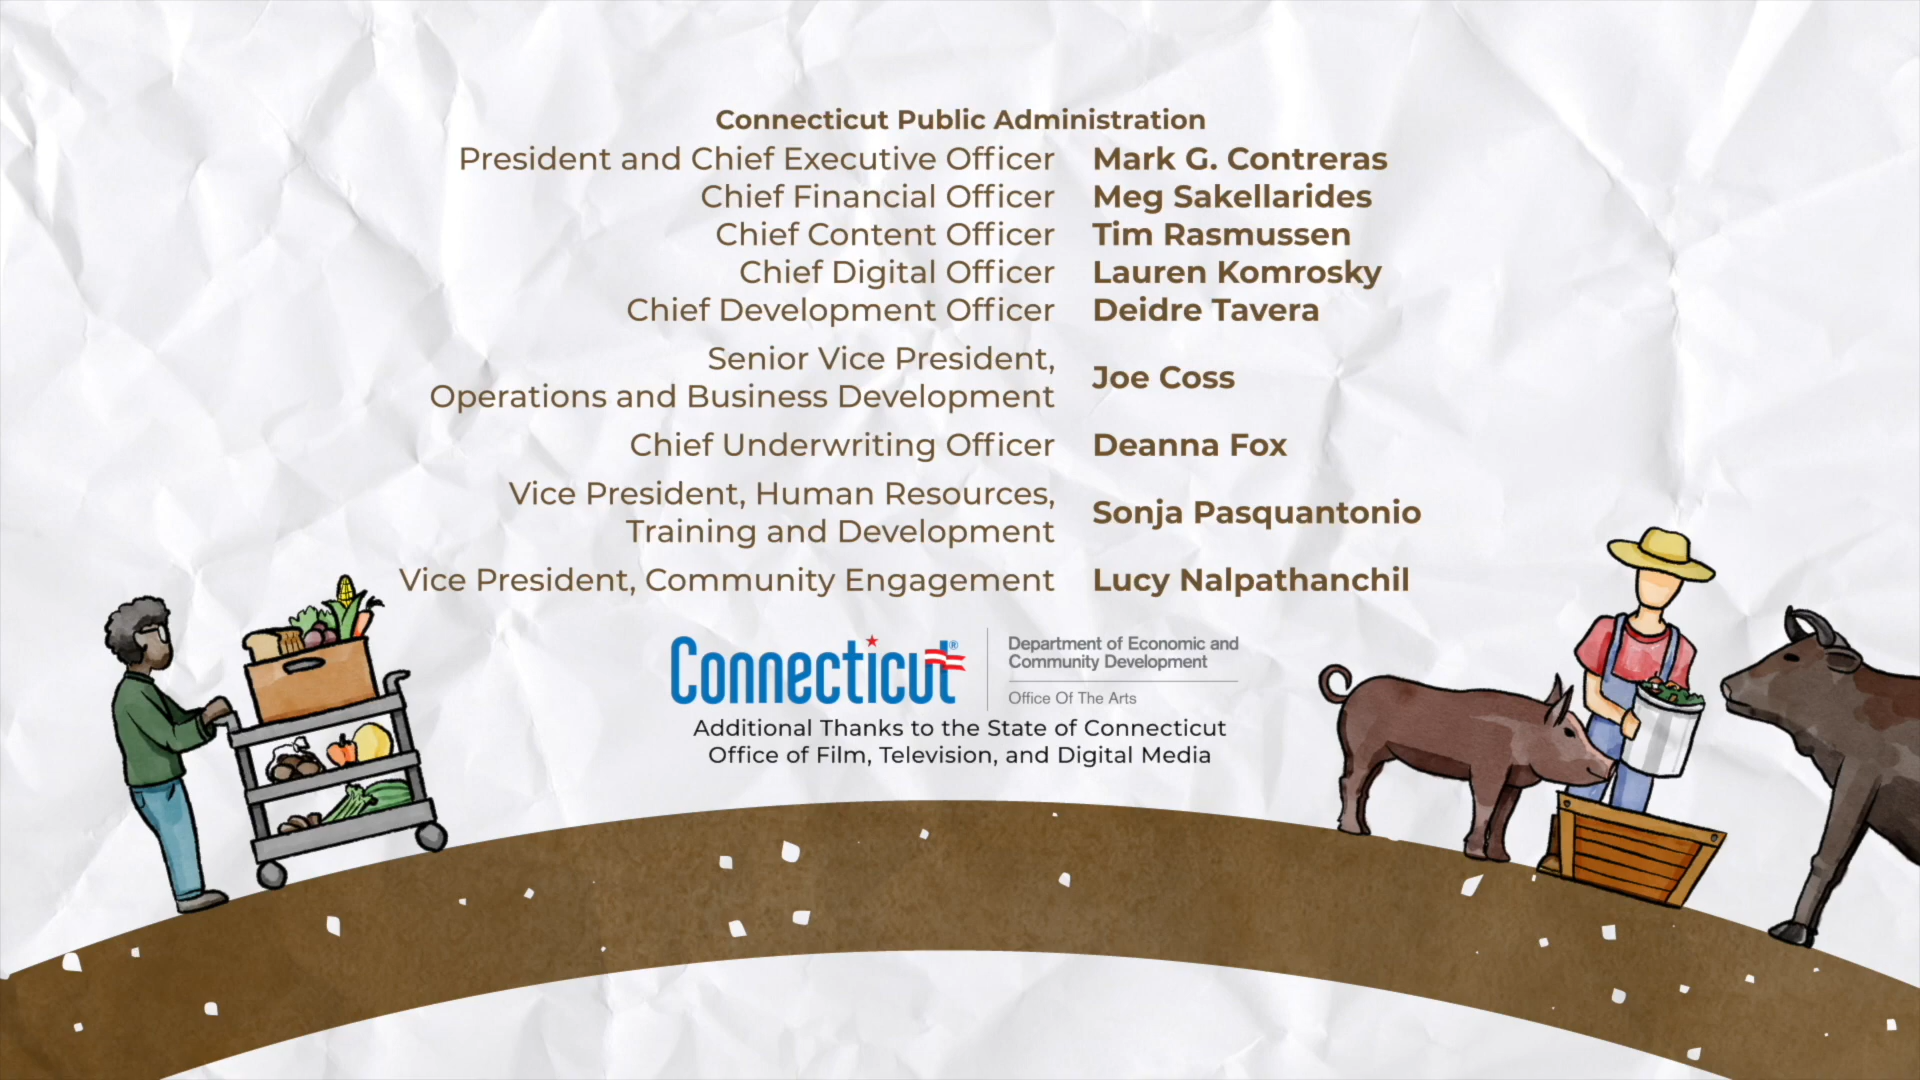 Connecticut Public Administration
President and Chief Executive Officer Mark G. Contreras
Chief Financial Officer Meg Sakellarides
Chief Content Officer Tim Rasmussen
Chief Digital Officer Lauren Komrosky
Chief Development Officer Deidre Tavera
Senior Vice President,
Operations and Business Development Joe Coss
Chief Underwriting Officer Deanna Fox
Vice President, Human Resources,
Training and Development Sonja Pasquantonio
Vice President, Community Engagement Lucy Nalpathanchil
Connecticut®
Department of Economic and
Community Development
Office Of The Arts
Additional Thanks to the State of Connecticut
Office of Film, Television, and Digital Media